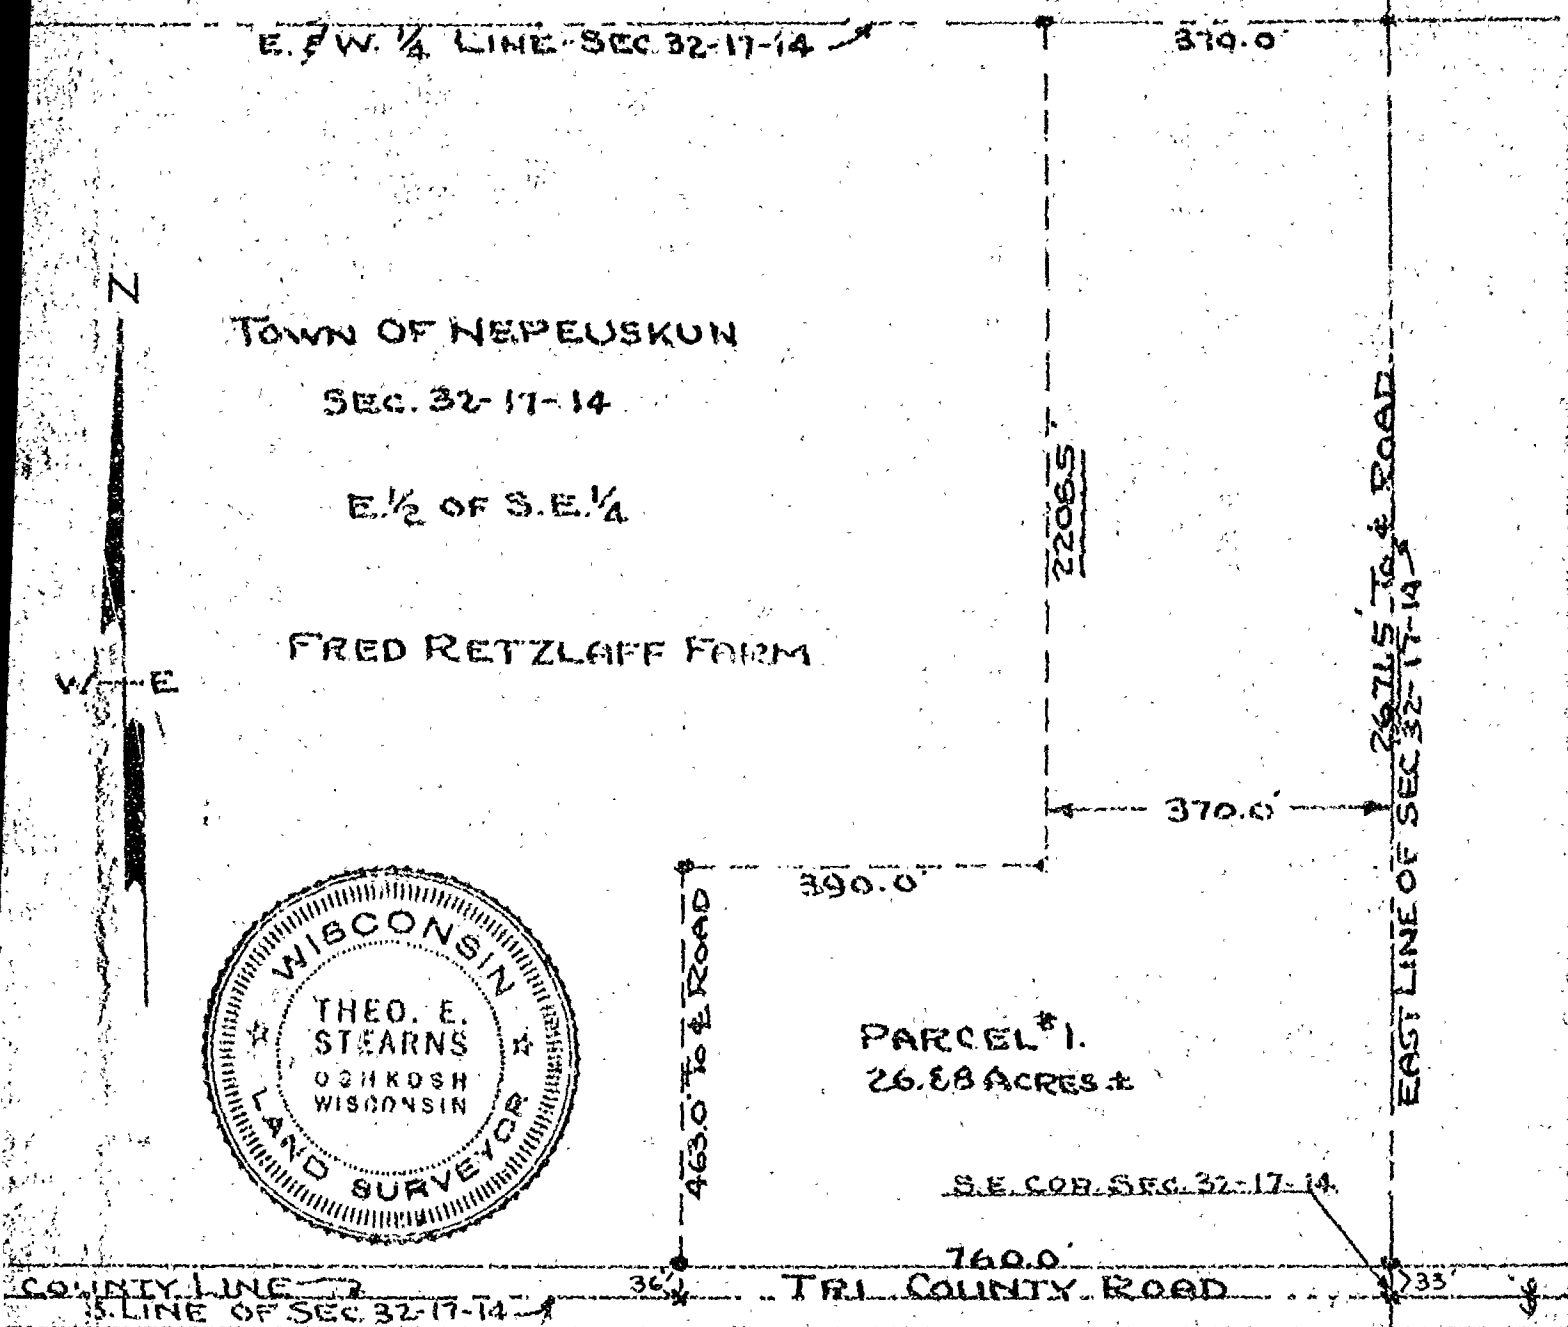 E. & W. 1/4 LINE-SEC 32-17-14
370.0'
N
TOWN OF NEPEUSKUN
SEC. 32-17-14
E.1/2 OF S.E.1/4
FRED RETZLAFF FARM
W E
2208.5'
2671.5' TO ℄ ROAD
EAST LINE OF SEC 32-17-14
370.0'
390.0'
463.0 TO ℄ ROAD
WISCONSIN
THEO. E.
STEARNS
OSHKOSH
WISCONSIN
LAND SURVEYOR
PARCEL #1.
26.88 ACRES ±
S.E. COR. SEC. 32-17-14
760.0'
COUNTY LINE
36'
TRI COUNTY ROAD
33'
S. LINE OF SEC 32-17-14